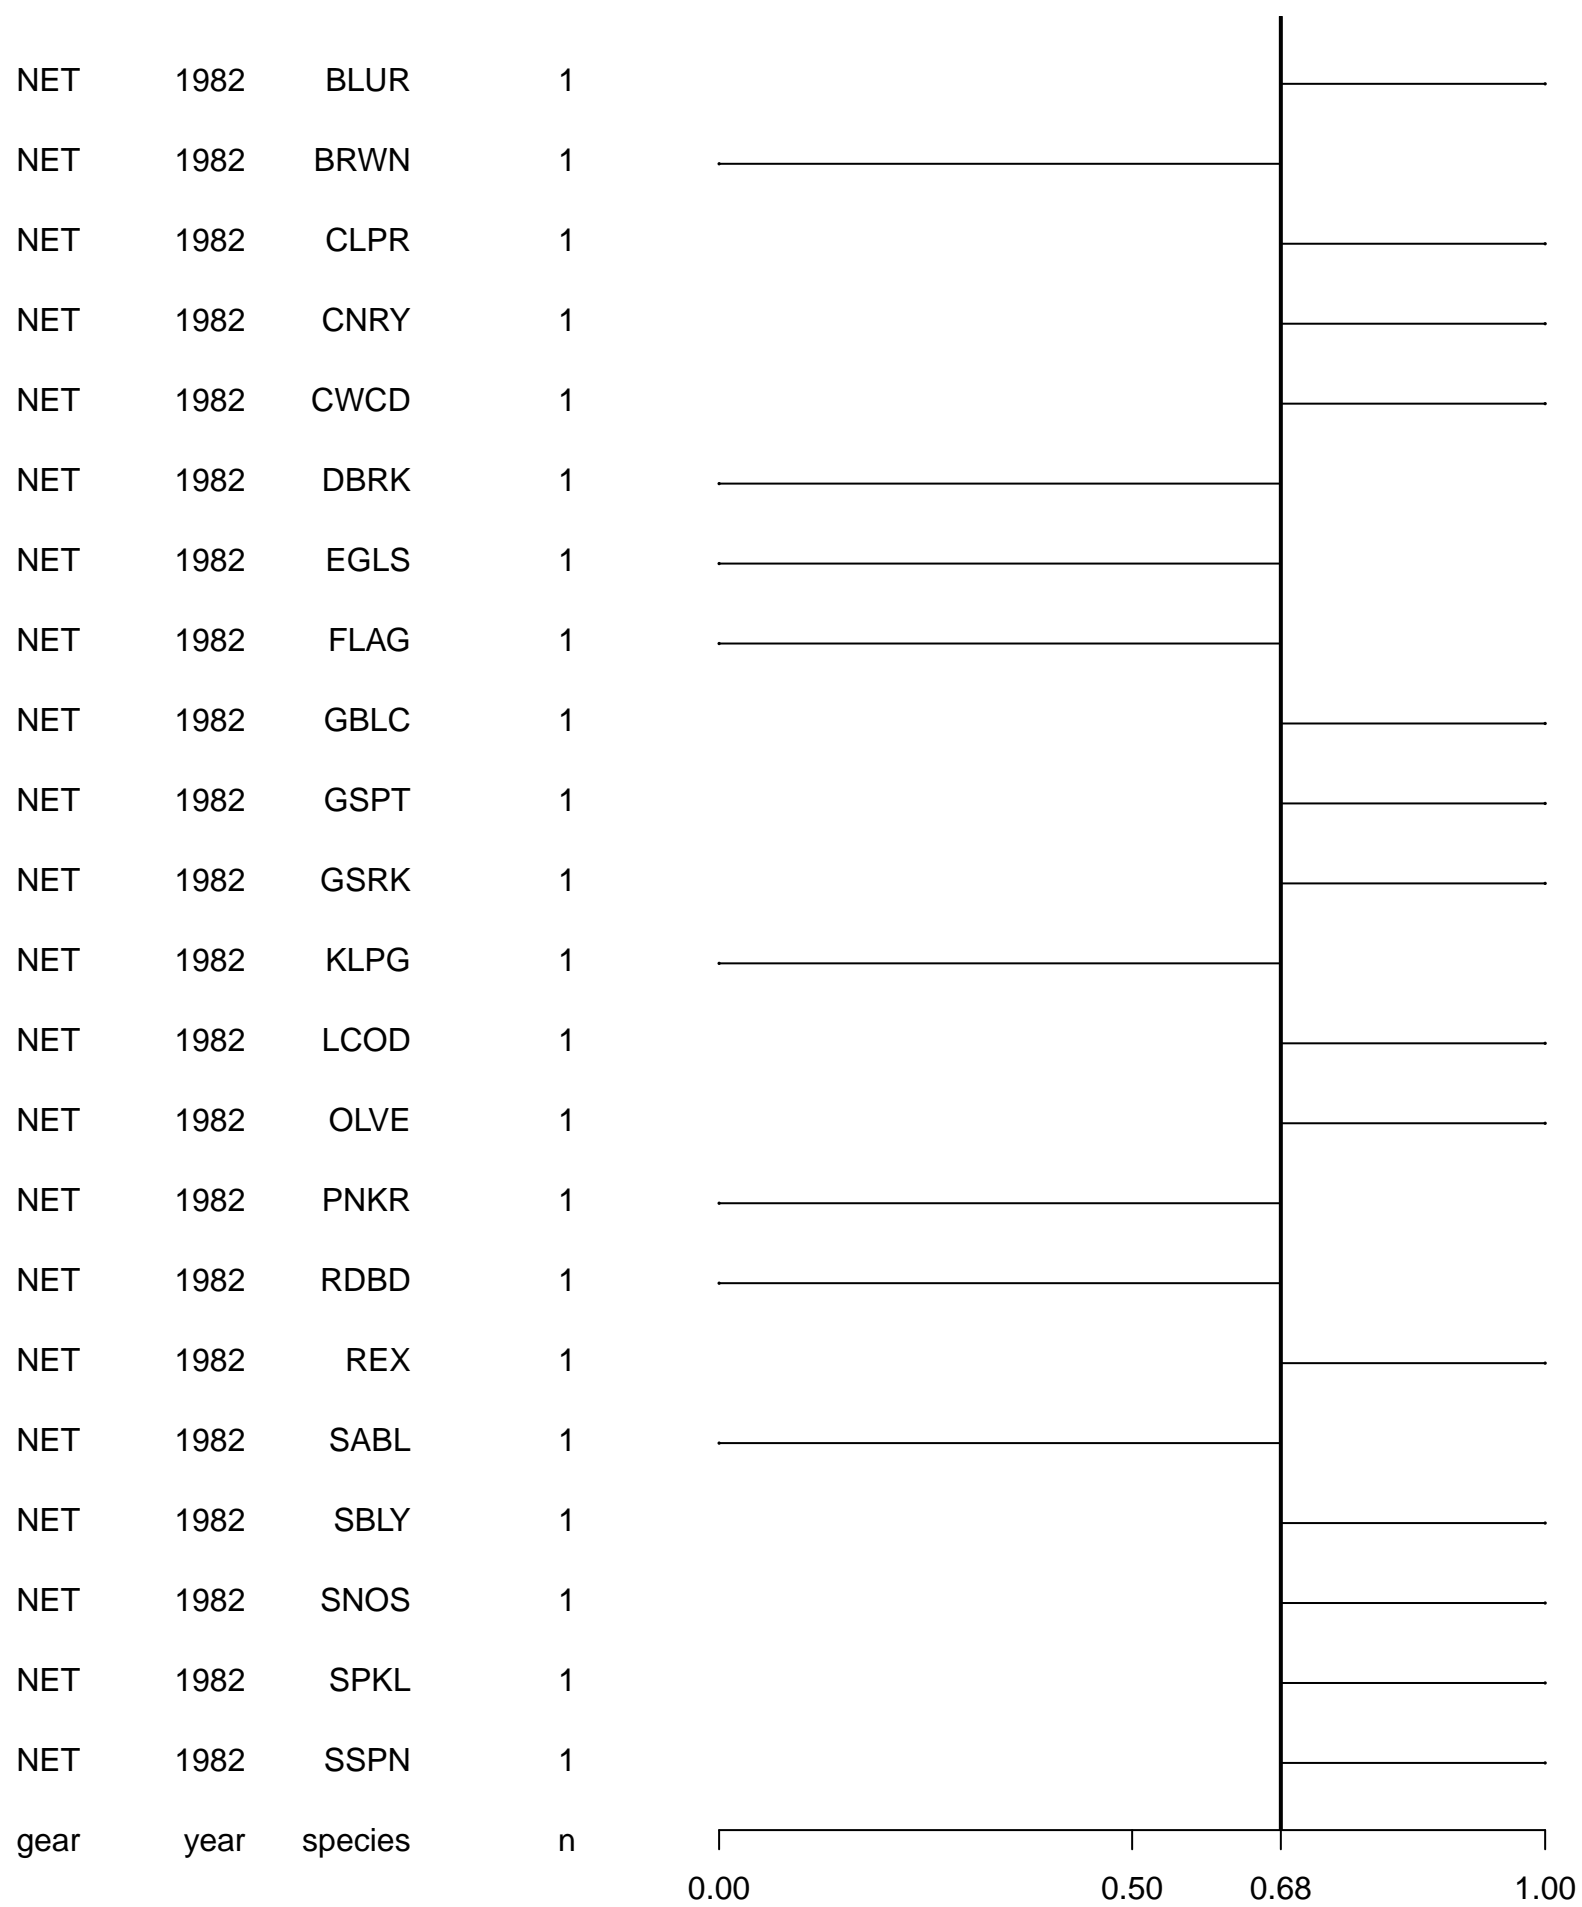 NET 1982 BLUR 1
NET 1982 BRWN 1
NET 1982 CLPR 1
NET 1982 CNRY 1
NET 1982 CWCD 1
NET 1982 DBRK 1
NET 1982 EGLS 1
NET 1982 FLAG 1
NET 1982 GBLC 1
NET 1982 GSPT 1
NET 1982 GSRK 1
NET 1982 KLPG 1
NET 1982 LCOD 1
NET 1982 OLVE 1
NET 1982 PNKR 1
NET 1982 RDBD 1
NET 1982 REX 1
NET 1982 SABL 1
NET 1982 SBLY 1
NET 1982 SNOS 1
NET 1982 SPKL 1
NET 1982 SSPN 1
gear year species n
0.00 0.50 0.68 1.00